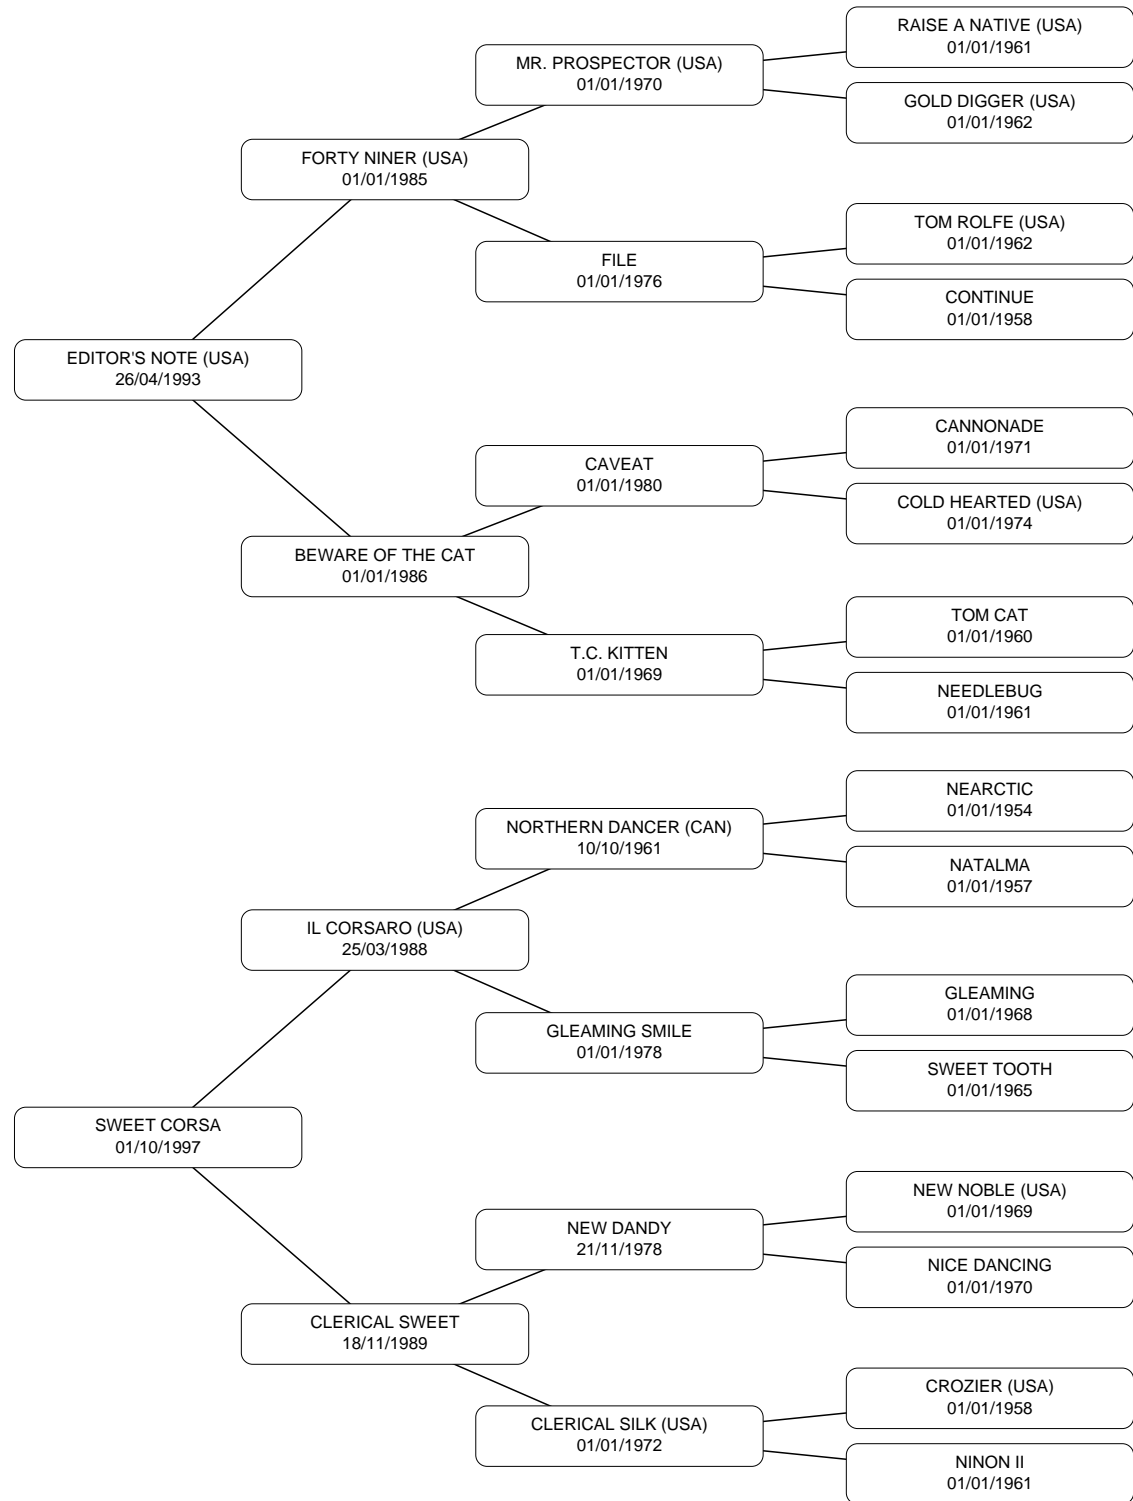 RAISE A NATIVE (USA)
01/01/1961
MR. PROSPECTOR (USA)
01/01/1970
GOLD DIGGER (USA)
01/01/1962
FORTY NINER (USA)
01/01/1985
TOM ROLFE (USA)
01/01/1962
FILE
01/01/1976
CONTINUE
01/01/1958
EDITOR'S NOTE (USA)
26/04/1993
CANNONADE
01/01/1971
CAVEAT
01/01/1980
COLD HEARTED (USA)
01/01/1974
BEWARE OF THE CAT
01/01/1986
TOM CAT
01/01/1960
T.C. KITTEN
01/01/1969
NEEDLEBUG
01/01/1961
NEARCTIC
01/01/1954
NORTHERN DANCER (CAN)
10/10/1961
NATALMA
01/01/1957
IL CORSARO (USA)
25/03/1988
GLEAMING
01/01/1968
GLEAMING SMILE
01/01/1978
SWEET TOOTH
01/01/1965
SWEET CORSA
01/10/1997
NEW NOBLE (USA)
01/01/1969
NEW DANDY
21/11/1978
NICE DANCING
01/01/1970
CLERICAL SWEET
18/11/1989
CROZIER (USA)
01/01/1958
CLERICAL SILK (USA)
01/01/1972
NINON II
01/01/1961